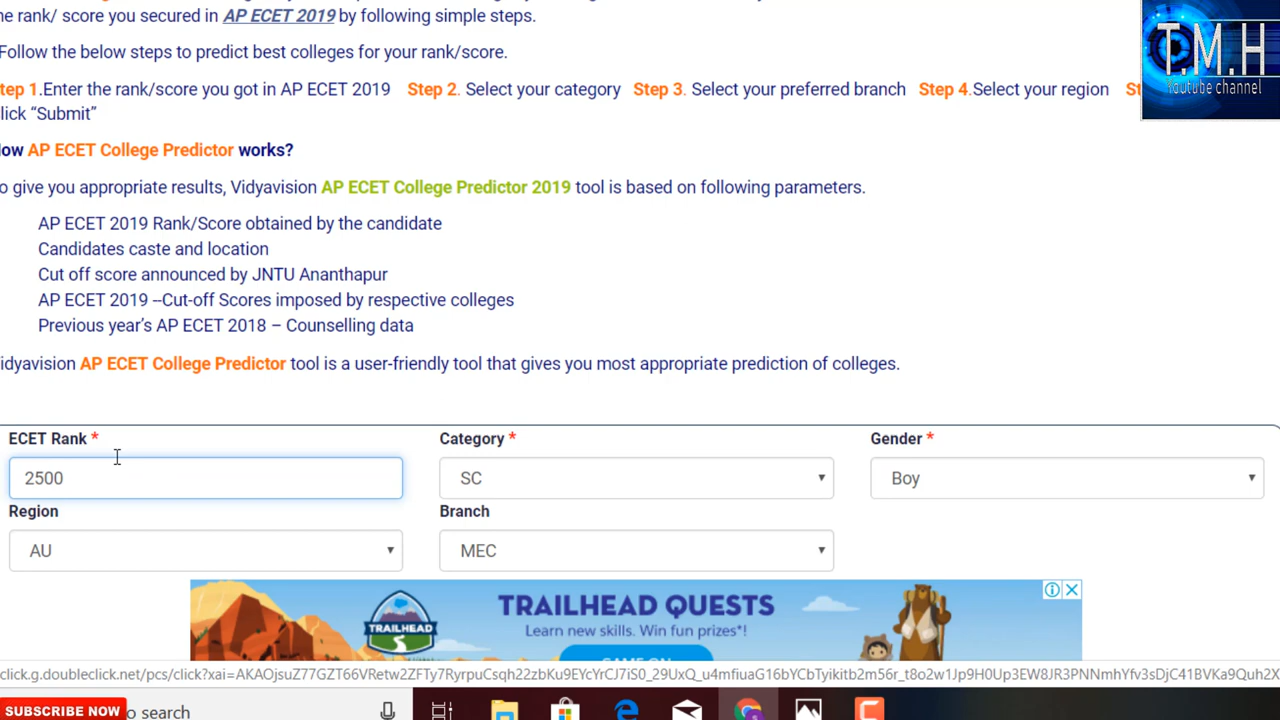 he rank/ score you secured in AP ECET 2019 by following simple steps.
Follow the below steps to predict best colleges for your rank/score.
tep 1.Enter the rank/score you got in AP ECET 2019 Step 2. Select your category Step 3. Select your preferred branch Step 4.Select your region St
lick “Submit”
ow AP ECET College Predictor works?
o give you appropriate results, Vidyavision AP ECET College Predictor 2019 tool is based on following parameters.
AP ECET 2019 Rank/Score obtained by the candidate
Candidates caste and location
Cut off score announced by JNTU Ananthapur
AP ECET 2019 –Cut-off Scores imposed by respective colleges
Previous year’s AP ECET 2018 – Counselling data
idyavision AP ECET College Predictor tool is a user-friendly tool that gives you most appropriate prediction of colleges.
T.M.H
Youtube channel
ECET Rank * Category * Gender *
2500 SC Boy
Region Branch
AU MEC
TRAILHEAD
TRAILHEAD QUESTS
Learn new skills. Win fun prizes*!
SUBSCRIBE NOW
to search